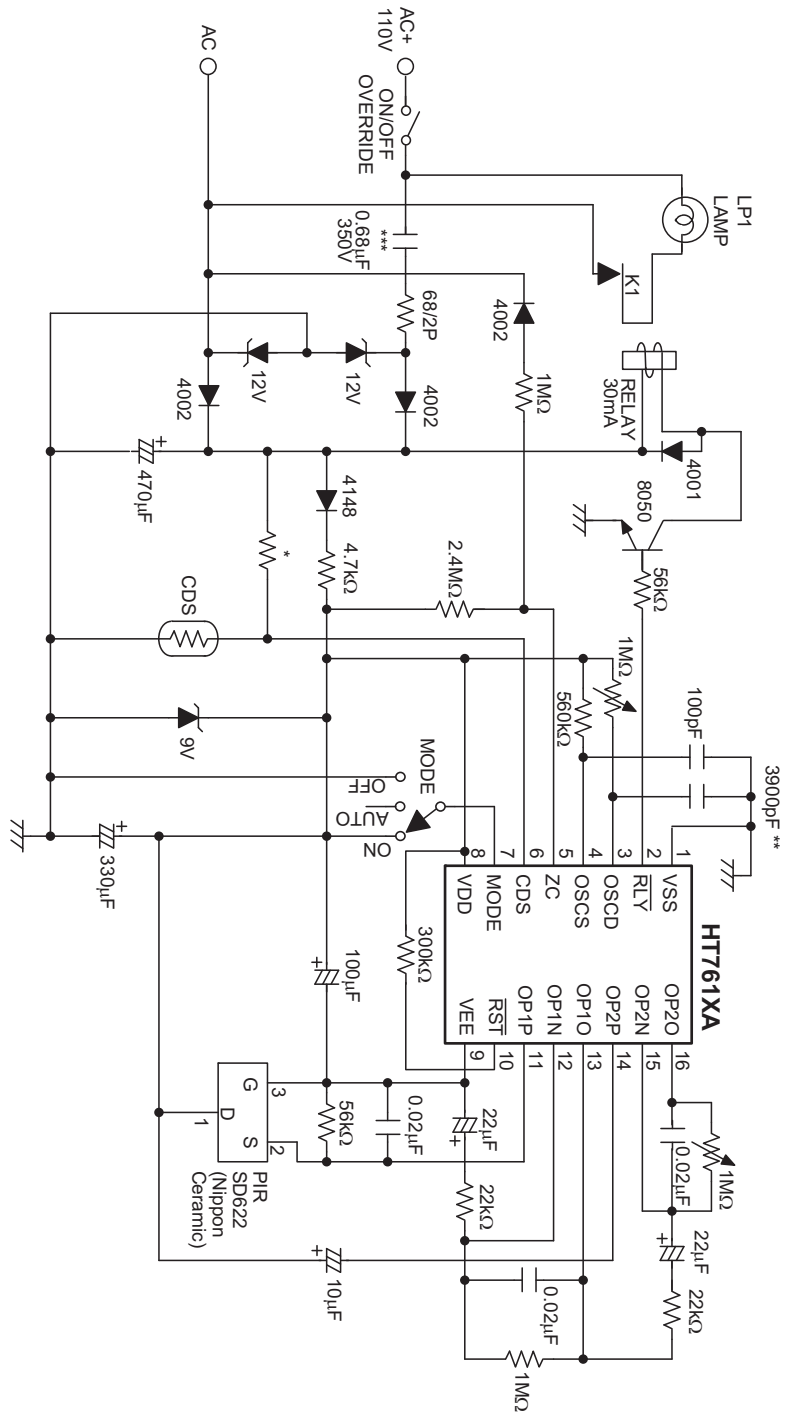 LP1
LAMP
AC+
110V
ON/OFF
OVERRIDE
AC
***
0.68µF
350V
68/2P
K1
4002
1MΩ
12V
12V
4002
4002
RELAY
30mA
4001
8050
56kΩ
470µF
4148
4.7kΩ
*
CDS
2.4MΩ
1MΩ
560kΩ
100pF
3900pF **
9V
MODE
OFF
AUTO
ON
330µF
HT761XA
1
VSS
2
RLY
3
OSCD
4
OSCS
5
ZC
6
CDS
7
MODE
8
VDD
OP2O
16
OP2N
15
OP2P
14
OP1O
13
OP1N
12
OP1P
11
RST
10
VEE
9
300kΩ
100µF
1MΩ
0.02µF
22µF
22kΩ
22µF
22kΩ
0.02µF
56kΩ
0.02µF
1MΩ
10µF
3
G
D
1
S
2
PIR
SD622
(Nippon
Ceramic)